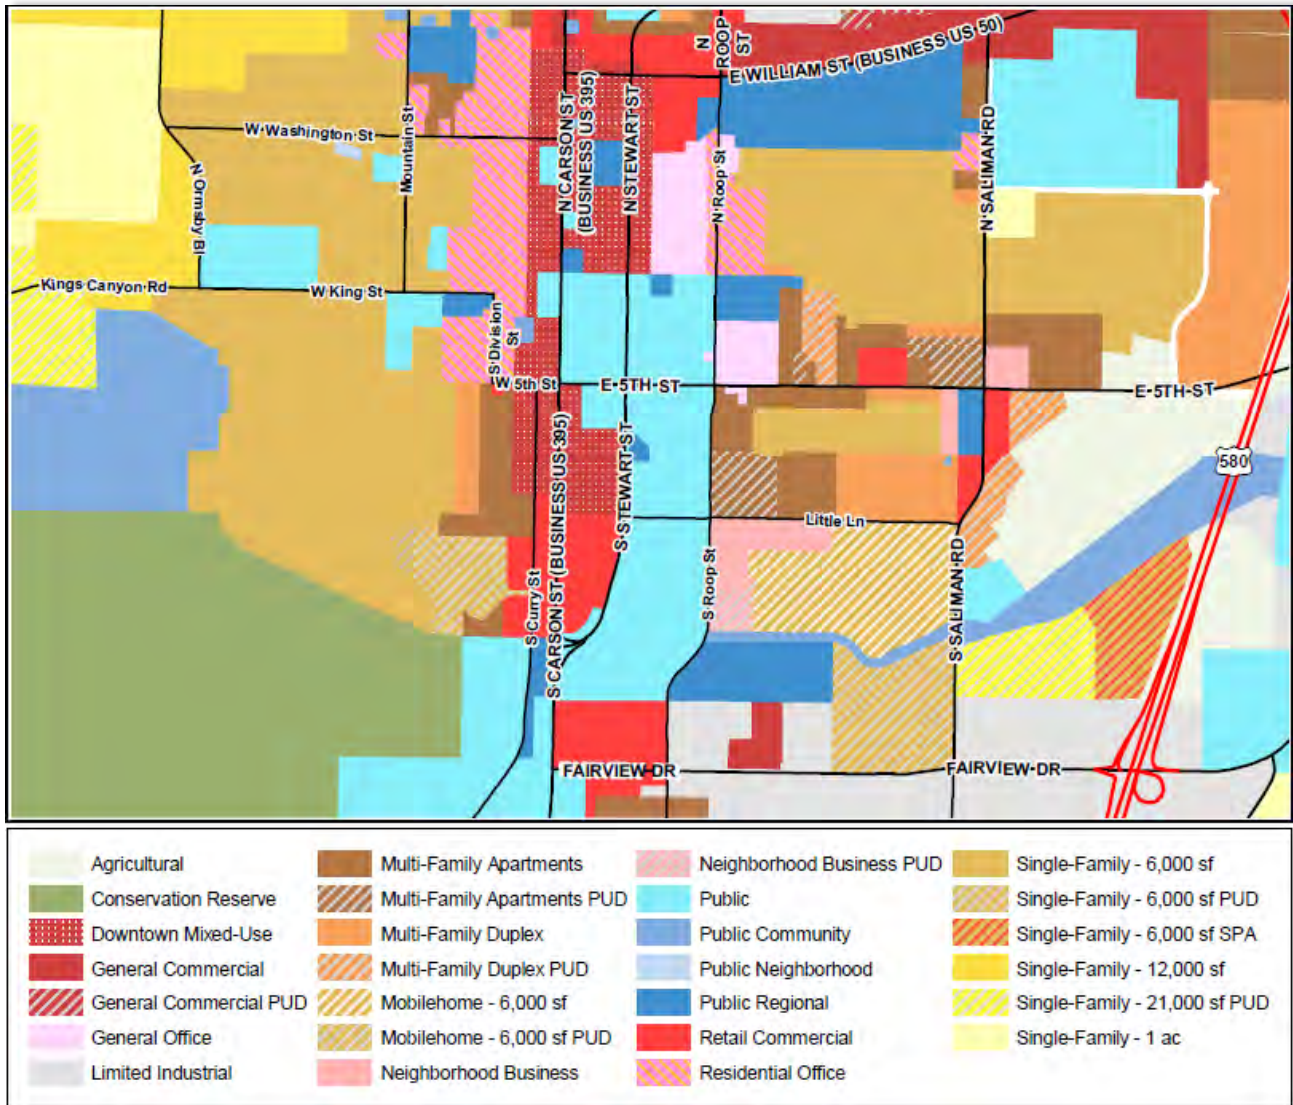 N ROOP ST
E WILLIAM ST (BUSINESS US 50)
W Washington St
Mountain St
N Ormsby Bl
N CARSON ST
(BUSINESS US 395)
N STEWART ST
N Roop St
N SALIMAN RD
Kings Canyon Rd
W King St
S Division St
W 5th St
E 5TH ST
E 5TH ST
580
S STEWART ST
Little Ln
S Curry St
S CARSON ST (BUSINESS US 395)
S Roop St
S SALIMAN RD
FAIRVIEW DR
FAIRVIEW DR
Agricultural
Conservation Reserve
Downtown Mixed-Use
General Commercial
General Commercial PUD
General Office
Limited Industrial
Multi-Family Apartments
Multi-Family Apartments PUD
Multi-Family Duplex
Multi-Family Duplex PUD
Mobilehome - 6,000 sf
Mobilehome - 6,000 sf PUD
Neighborhood Business
Neighborhood Business PUD
Public
Public Community
Public Neighborhood
Public Regional
Retail Commercial
Residential Office
Single-Family - 6,000 sf
Single-Family - 6,000 sf PUD
Single-Family - 6,000 sf SPA
Single-Family - 12,000 sf
Single-Family - 21,000 sf PUD
Single-Family - 1 ac